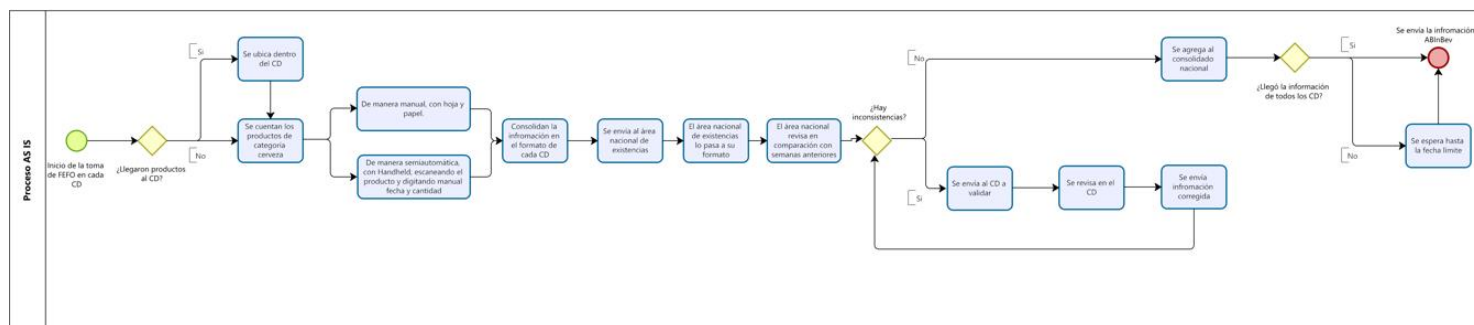 Proceso AS IS
Inicio de la toma
de FEFO en cada
CD
¿Llegaron productos
al CD?
Si
No
Se ubica dentro
del CD
Se cuentan los
productos de
categoría
cerveza
De manera manual, con hoja y
papel.
De manera semiautomática,
con Handheld, escaneando el
producto y digitando manual
fecha y cantidad
Consolidan la
infromación en
el formato de
cada CD
Se envía al área
nacional de
existencias
El área nacional
de existencias
lo pasa a su
formato
El área nacional
revisa en
comparación con
semanas anteriores
¿Hay
inconsistencias?
No
Si
Se envía al CD a
validar
Se revisa en el
CD
Se envía
infromación
corregida
Se agrega al
consolidado
nacional
¿Llegó la información
de todos los CD?
Si
No
Se espera hasta
la fecha límite
Se envía la infromación
ABInBev